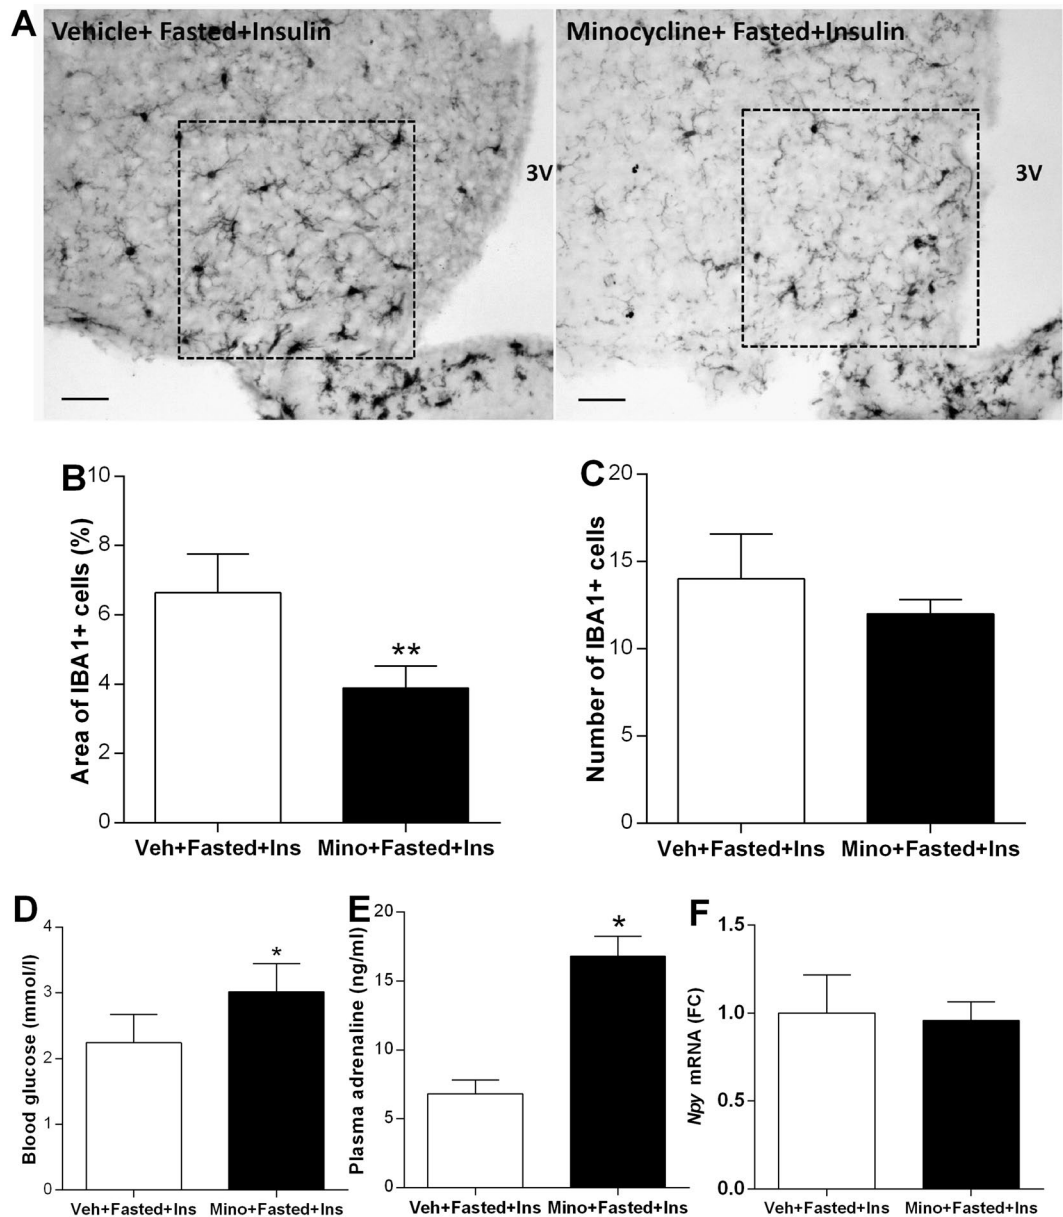 A
Vehicle+ Fasted+Insulin
Minocycline+ Fasted+Insulin
3V
3V
B
Area of IBA1+ cells (%)
10
8
6
4
2
0
**
Veh+Fasted+Ins
Mino+Fasted+Ins
C
Number of IBA1+ cells
20
15
10
5
0
Veh+Fasted+Ins
Mino+Fasted+Ins
D
Blood glucose (mmol/l)
4
3
2
1
0
*
Veh+Fasted+Ins
Mino+Fasted+Ins
E
Plasma adrenaline (ng/ml)
20
15
10
5
0
*
Veh+Fasted+Ins
Mino+Fasted+Ins
F
Npy mRNA (FC)
1.5
1.0
0.5
0.0
Veh+Fasted+Ins
Mino+Fasted+Ins